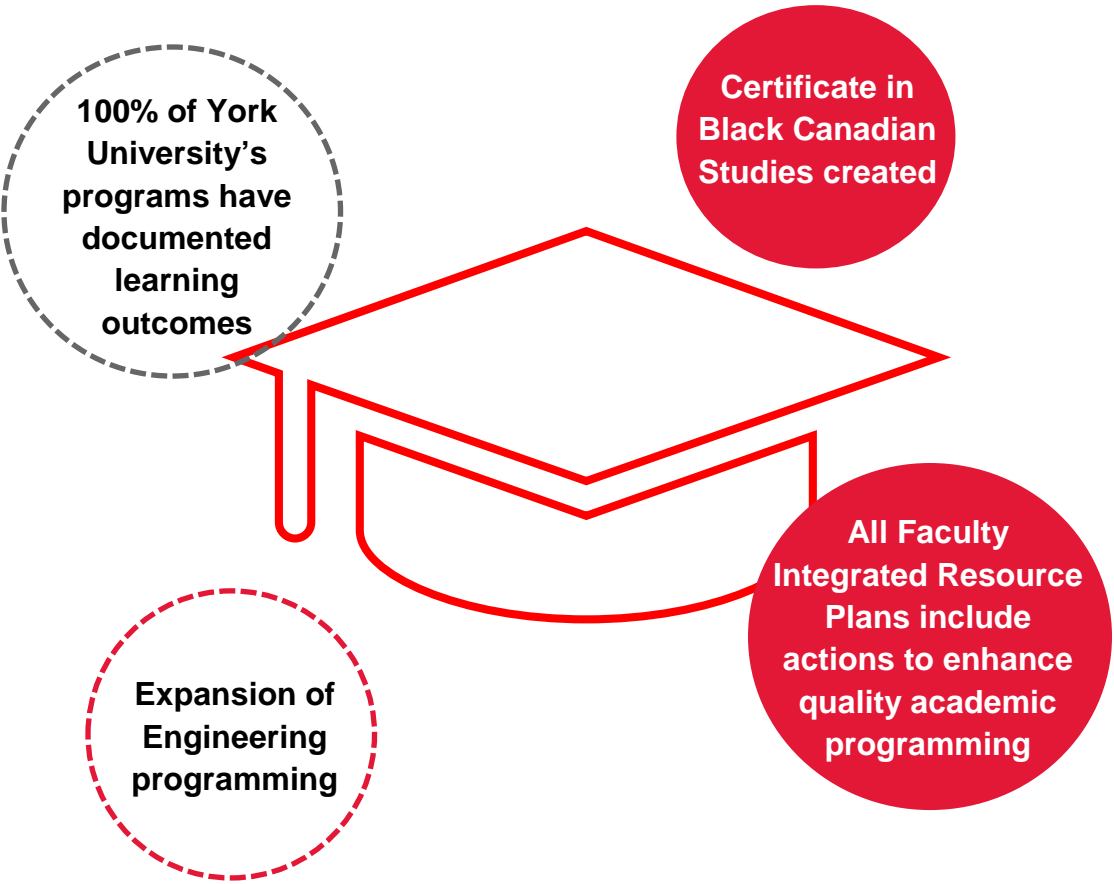 100% of York
University’s
programs have
documented
learning
outcomes
Certificate in
Black Canadian
Studies created
All Faculty
Integrated Resource
Plans include
actions to enhance
quality academic
programming
Expansion of
Engineering
programming